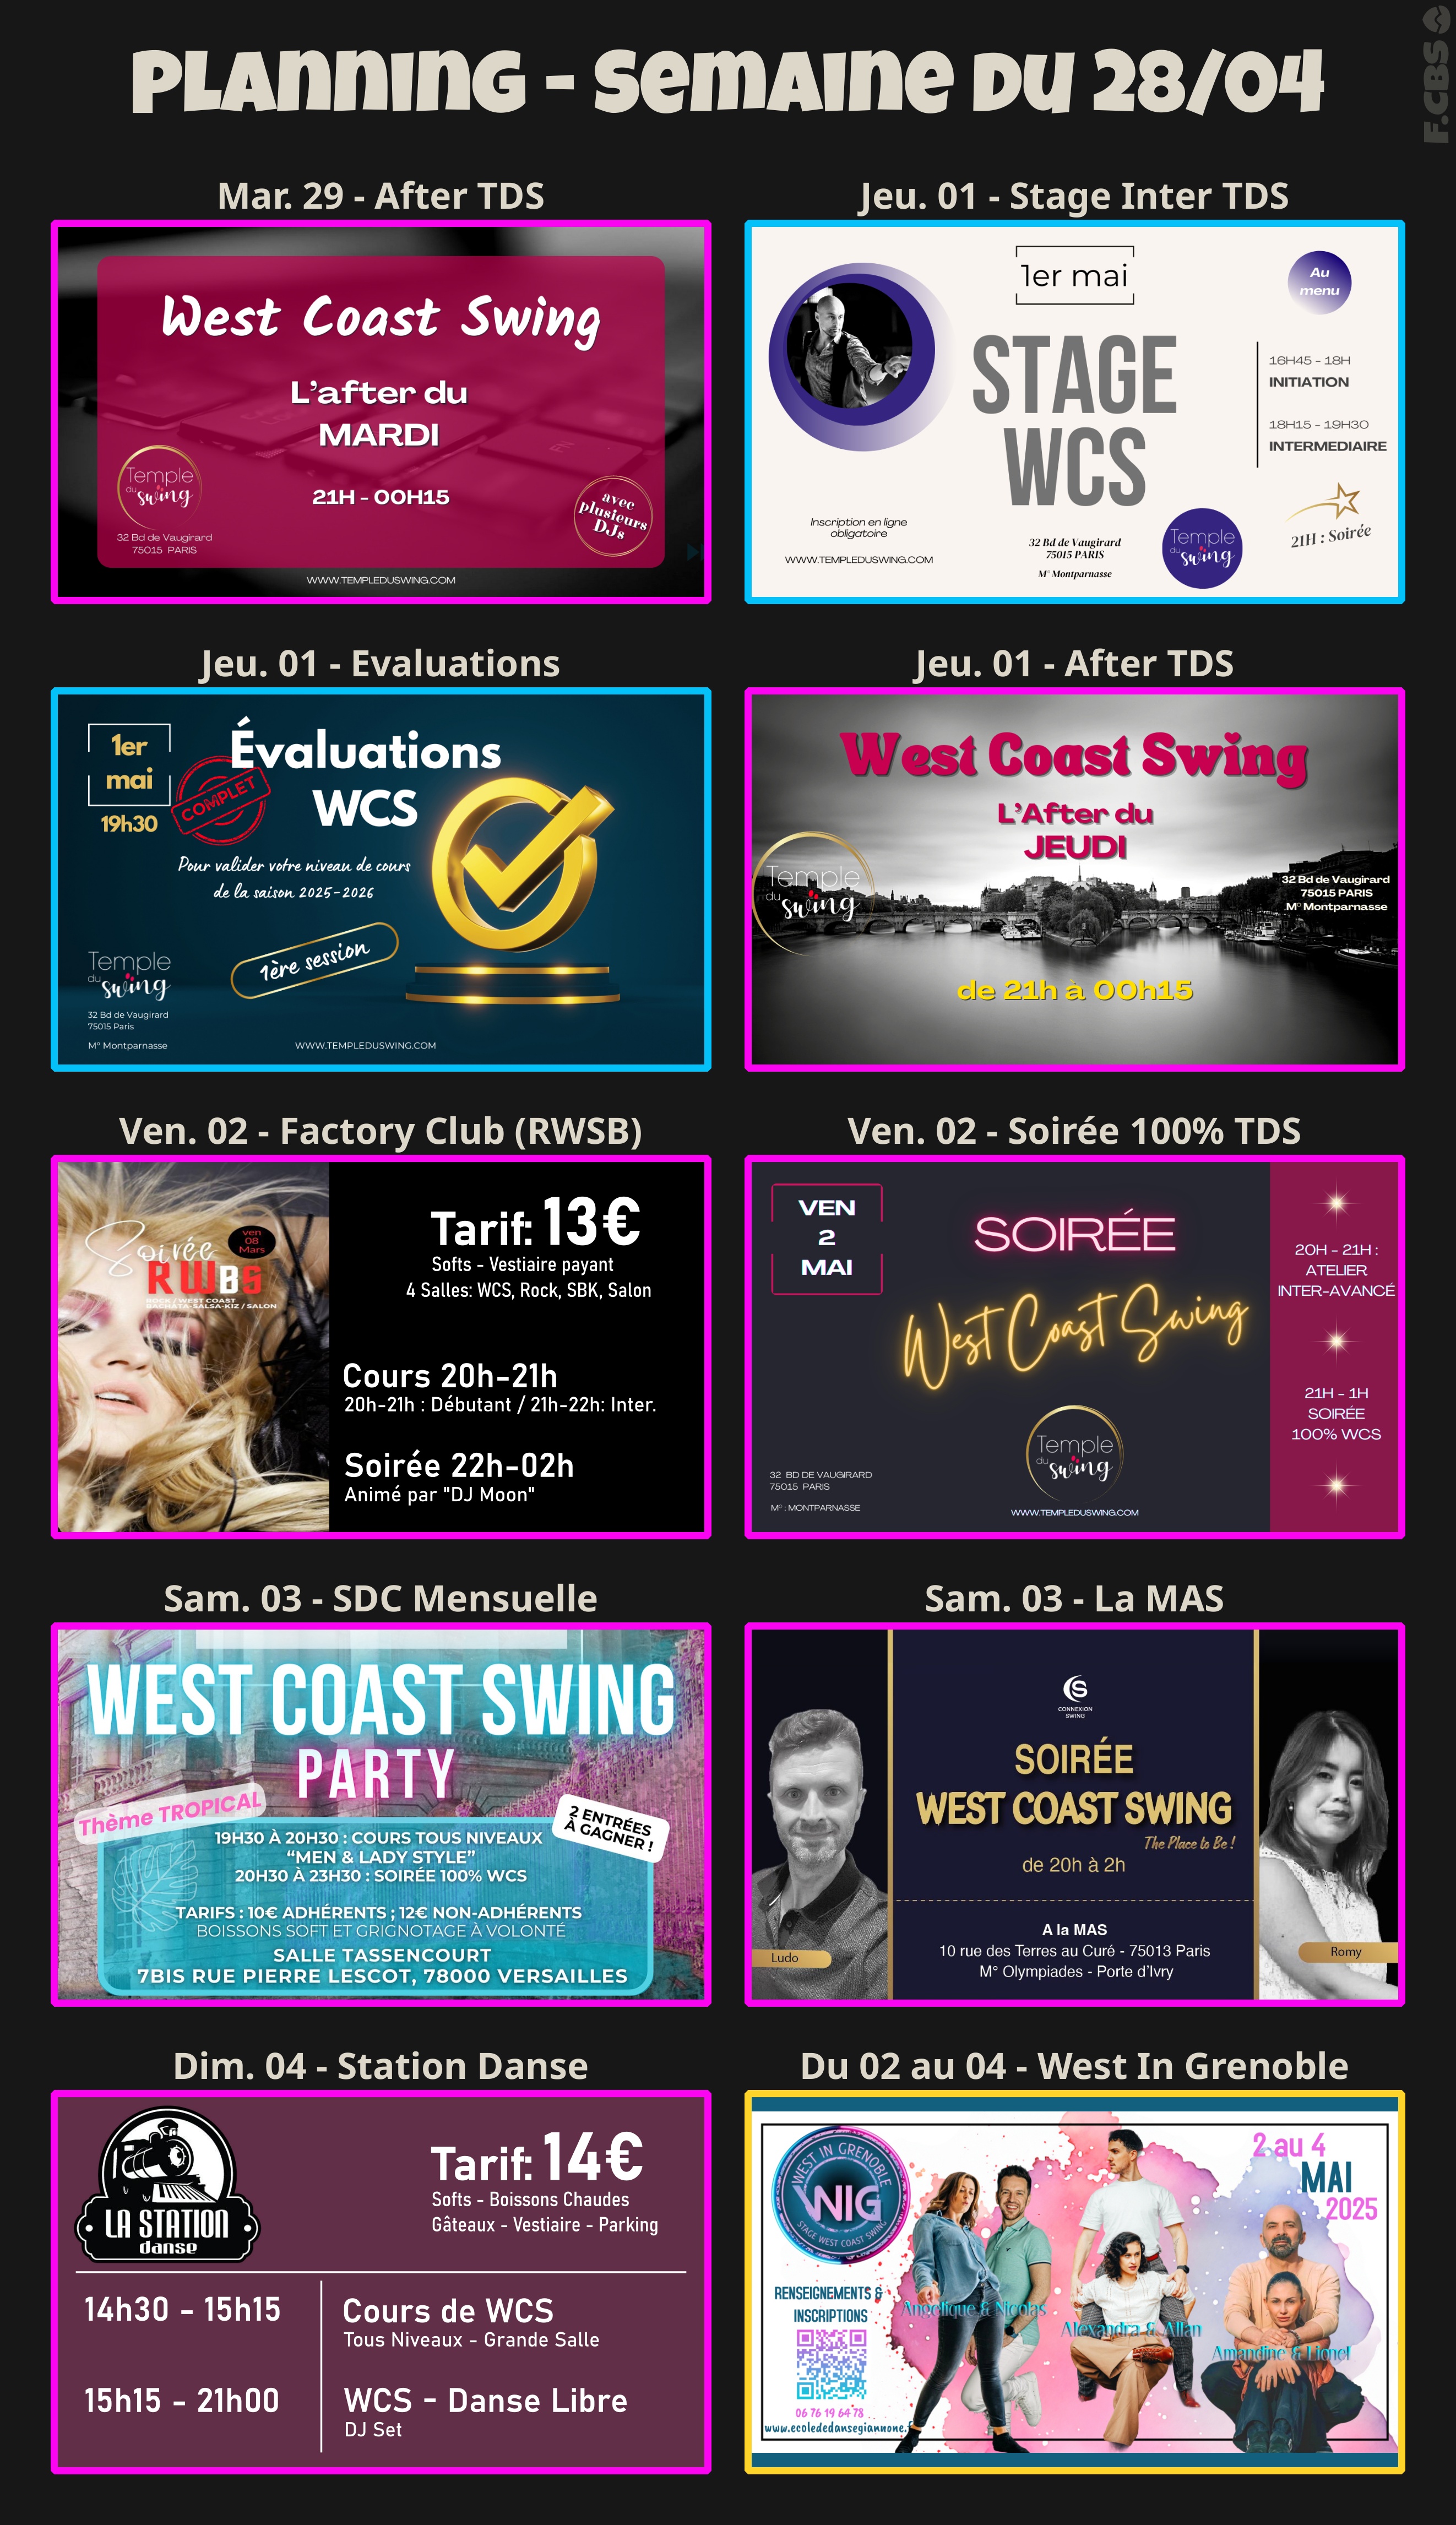 F.CBS
PLANNING - SEMAINE DU 28/04
Mar. 29 - After TDS
West Coast Swing
L'after du
MARDI
21H - 00H15
Temple
du swing
32 Bd de Vaugirard
75015 PARIS
avec
plusieurs
DJs
WWW.TEMPLEDUSWING.COM
Jeu. 01 - Stage Inter TDS
1er mai
STAGE
WCS
Au
menu
16H45 - 18H
INITIATION
18H15 - 19H30
INTERMEDIAIRE
21H : Soirée
Inscription en ligne
obligatoire
WWW.TEMPLEDUSWING.COM
32 Bd de Vaugirard
75015 PARIS
M° Montparnasse
Temple
du swing
Jeu. 01 - Evaluations
1er
mai
19h30
COMPLET
Évaluations
WCS
Pour valider votre niveau de cours
de la saison 2025-2026
1ère session
Temple
du swing
32 Bd de Vaugirard
75015 Paris
M° Montparnasse
WWW.TEMPLEDUSWING.COM
Jeu. 01 - After TDS
West Coast Swing
L'After du
JEUDI
Temple
du swing
32 Bd de Vaugirard
75015 PARIS
M° Montparnasse
de 21h à 00h15
Ven. 02 - Factory Club (RWSB)
Soirée
ven
08
Mars
RWBS
ROCK / WEST COAST
BACHATA-SALSA-KIZ / SALON
Tarif: 13€
Softs - Vestiaire payant
4 Salles: WCS, Rock, SBK, Salon
Cours 20h-21h
20h-21h : Débutant / 21h-22h: Inter.
Soirée 22h-02h
Animé par "DJ Moon"
Ven. 02 - Soirée 100% TDS
VEN
2
MAI
SOIRÉE
West Coast Swing
Temple
du swing
32 BD DE VAUGIRARD
75015 PARIS
M° : MONTPARNASSE
WWW.TEMPLEDUSWING.COM
20H - 21H :
ATELIER
INTER-AVANCÉ
21H - 1H
SOIRÉE
100% WCS
Sam. 03 - SDC Mensuelle
WEST COAST SWING
PARTY
Thème TROPICAL
2 ENTRÉES
À GAGNER !
19H30 À 20H30 : COURS TOUS NIVEAUX
“MEN & LADY STYLE”
20H30 À 23H30 : SOIRÉE 100% WCS
TARIFS : 10€ ADHÉRENTS ; 12€ NON-ADHÉRENTS
BOISSONS SOFT ET GRIGNOTAGE À VOLONTÉ
SALLE TASSENCOURT
7BIS RUE PIERRE LESCOT, 78000 VERSAILLES
Sam. 03 - La MAS
CONNEXION
SWING
SOIRÉE
WEST COAST SWING
The Place to Be !
de 20h à 2h
A la MAS
10 rue des Terres au Curé - 75013 Paris
M° Olympiades - Porte d'Ivry
Ludo
Romy
Dim. 04 - Station Danse
LA STATION
danse
Tarif: 14€
Softs - Boissons Chaudes
Gâteaux - Vestiaire - Parking
14h30 - 15h15
Cours de WCS
Tous Niveaux - Grande Salle
15h15 - 21h00
WCS - Danse Libre
DJ Set
Du 02 au 04 - West In Grenoble
WEST IN GRENOBLE
WIG
STAGE WEST COAST SWING
2 au 4
MAI
2025
RENSEIGNEMENTS &
INSCRIPTIONS
06 76 19 64 78
www.ecolededansegiannone.f
Angélique & Nicolas
Alexandra & Allan
Amandine & Lionel